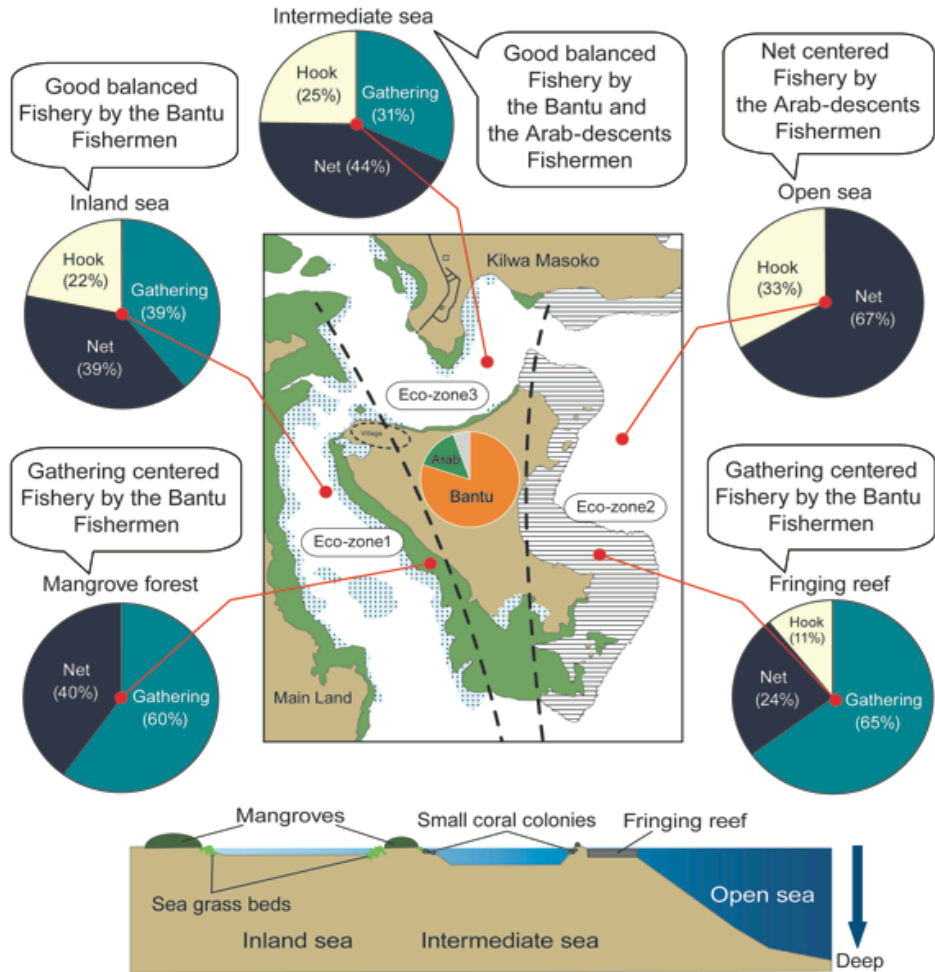 Intermediate sea
Hook
(25%)
Gathering
(31%)
Net (44%)
Good balanced
Fishery by
the Bantu and
the Arab-descents
Fishermen
Net centered
Fishery by
the Arab-descents
Fishermen
Open sea
Hook
(33%)
Net
(67%)
Good balanced
Fishery by the Bantu
Fishermen
Inland sea
Hook
(22%)
Gathering
(39%)
Net
(39%)
Kilwa Masoko
Eco-zone3
Village
Arab
Bantu
Eco-zone2
Eco-zone1
Main Land
Gathering centered
Fishery by the Bantu
Fishermen
Mangrove forest
Net
(40%)
Gathering
(60%)
Gathering centered
Fishery by the Bantu
Fishermen
Fringing reef
Hook
(11%)
Net
(24%)
Gathering
(65%)
Mangroves
Small coral colonies
Fringing reef
Sea grass beds
Open sea
Inland sea
Intermediate sea
Deep